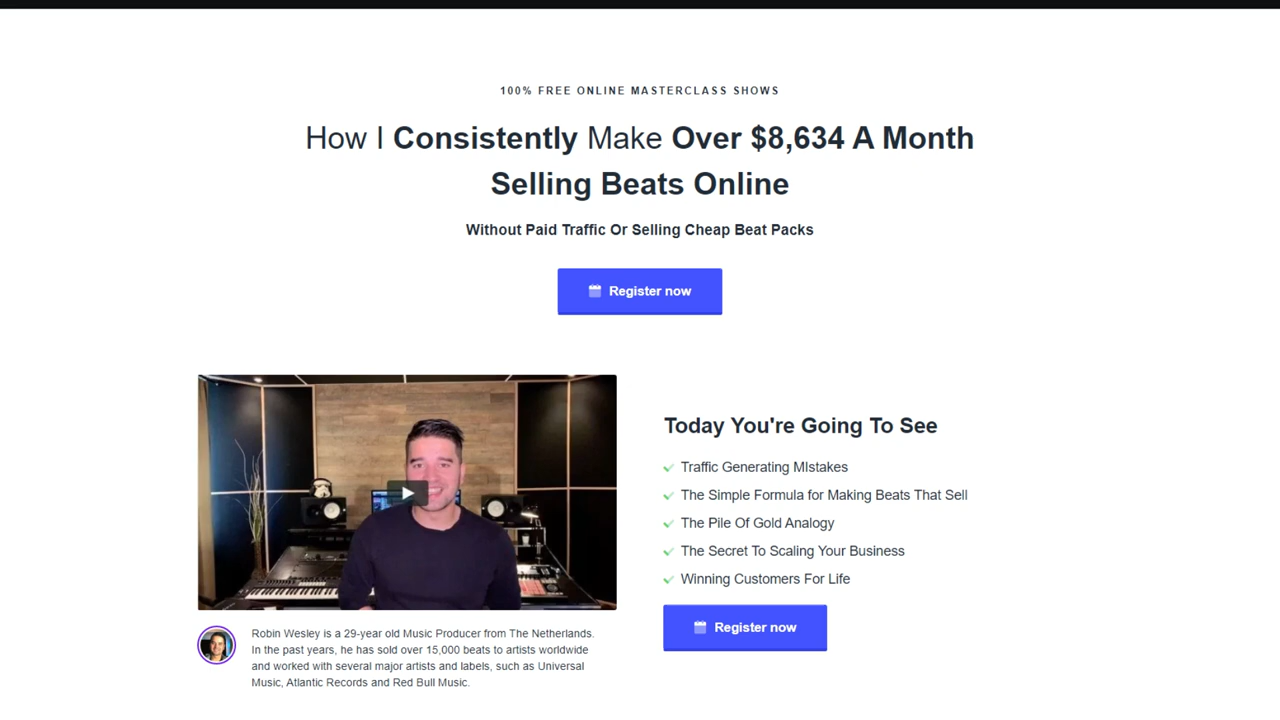 100% FREE ONLINE MASTERCLASS SHOWS
How I Consistently Make Over $8,634 A Month
Selling Beats Online
Without Paid Traffic Or Selling Cheap Beat Packs
Register now
Today You're Going To See
Traffic Generating MIstakes
The Simple Formula for Making Beats That Sell
The Pile Of Gold Analogy
The Secret To Scaling Your Business
Winning Customers For Life
Register now
Robin Wesley is a 29-year old Music Producer from The Netherlands.
In the past years, he has sold over 15,000 beats to artists worldwide
and worked with several major artists and labels, such as Universal
Music, Atlantic Records and Red Bull Music.